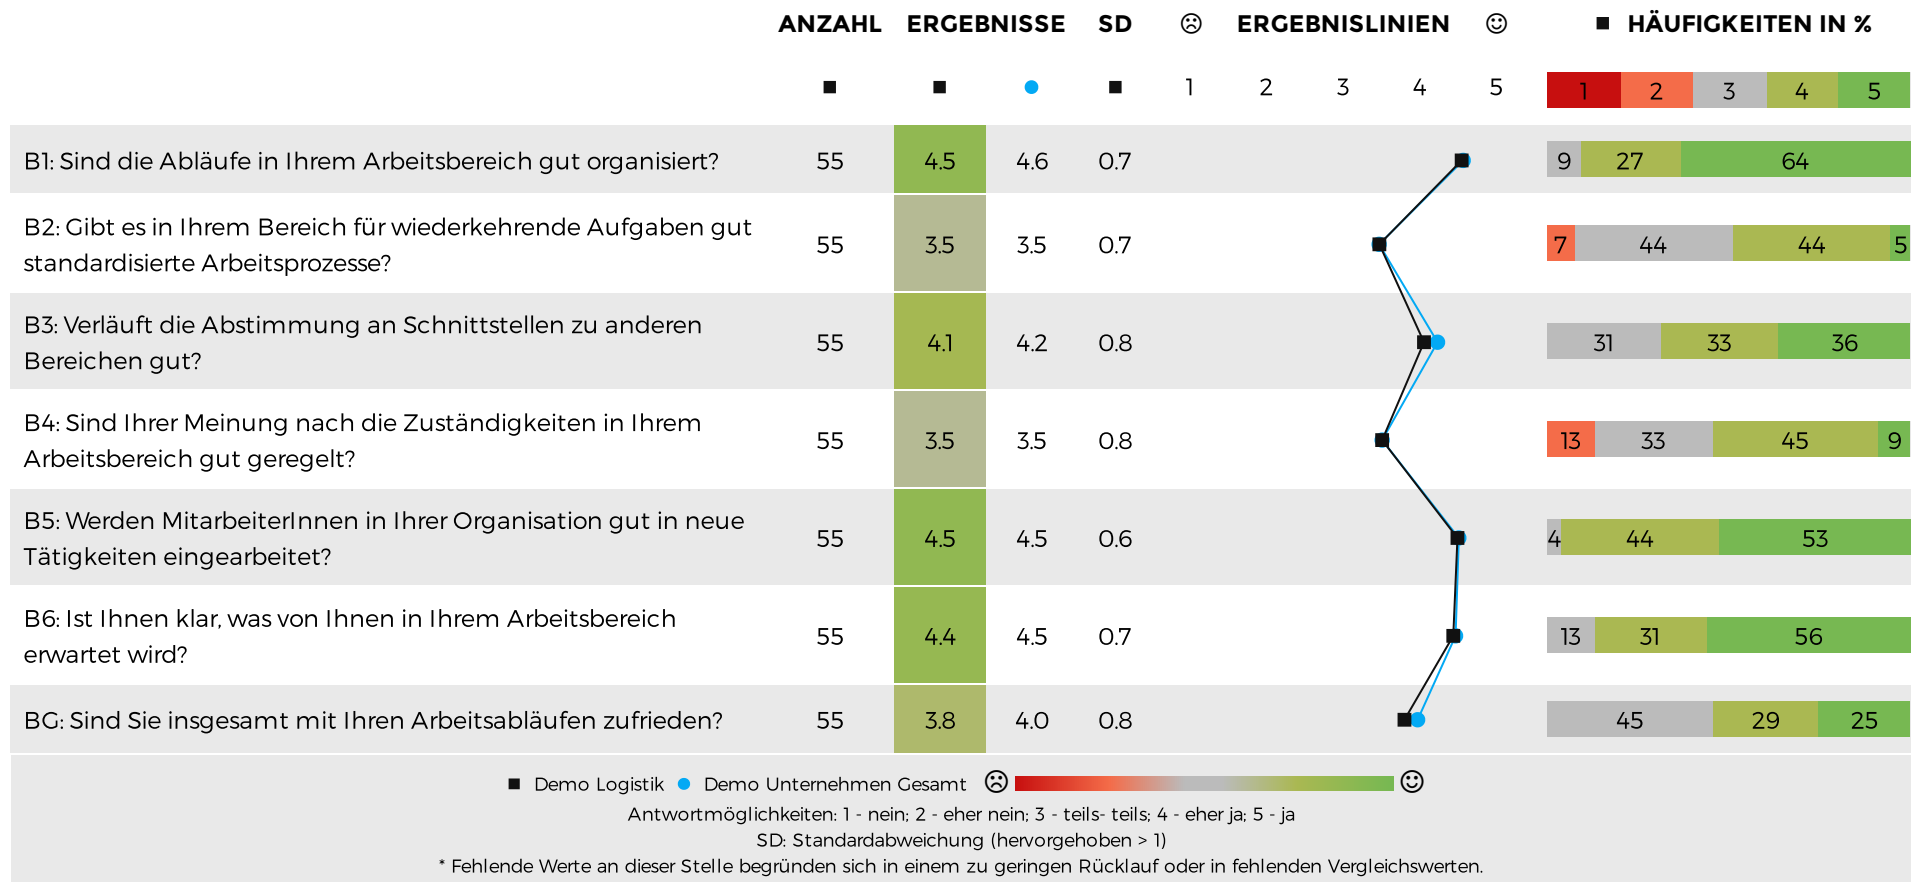 ANZAHL ERGEBNISSE SD ☹ ERGEBNISLINIEN ☺ ■ HÄUFIGKEITEN IN %
■ ■ ● ■ 1 2 3 4 5 1 2 3 4 5
B1: Sind die Abläufe in Ihrem Arbeitsbereich gut organisiert? 55 4.5 4.6 0.7 9 27 64
B2: Gibt es in Ihrem Bereich für wiederkehrende Aufgaben gut
standardisierte Arbeitsprozesse? 55 3.5 3.5 0.7 7 44 44 5
B3: Verläuft die Abstimmung an Schnittstellen zu anderen
Bereichen gut? 55 4.1 4.2 0.8 31 33 36
B4: Sind Ihrer Meinung nach die Zuständigkeiten in Ihrem
Arbeitsbereich gut geregelt? 55 3.5 3.5 0.8 13 33 45 9
B5: Werden MitarbeiterInnen in Ihrer Organisation gut in neue
Tätigkeiten eingearbeitet? 55 4.5 4.5 0.6 4 44 53
B6: Ist Ihnen klar, was von Ihnen in Ihrem Arbeitsbereich
erwartet wird? 55 4.4 4.5 0.7 13 31 56
BG: Sind Sie insgesamt mit Ihren Arbeitsabläufen zufrieden? 55 3.8 4.0 0.8 45 29 25
■ Demo Logistik ● Demo Unternehmen Gesamt ☹ ☺
Antwortmöglichkeiten: 1 - nein; 2 - eher nein; 3 - teils- teils; 4 - eher ja; 5 - ja
SD: Standardabweichung (hervorgehoben > 1)
* Fehlende Werte an dieser Stelle begründen sich in einem zu geringen Rücklauf oder in fehlenden Vergleichswerten.